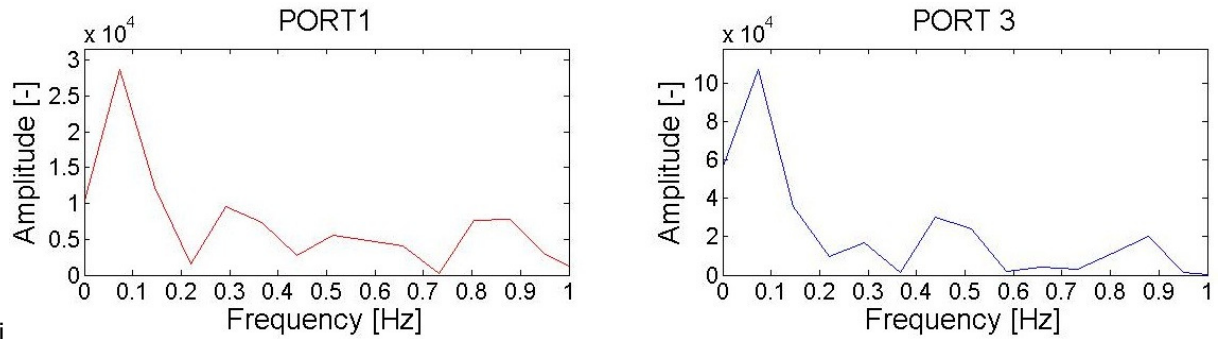 PORT1
x 10^4
3
2.5
2
1.5
1
0.5
0
Amplitude [-]
0 0.1 0.2 0.3 0.4 0.5 0.6 0.7 0.8 0.9 1
Frequency [Hz]
PORT 3
x 10^4
10
8
6
4
2
0
Amplitude [-]
0 0.1 0.2 0.3 0.4 0.5 0.6 0.7 0.8 0.9 1
Frequency [Hz]
i